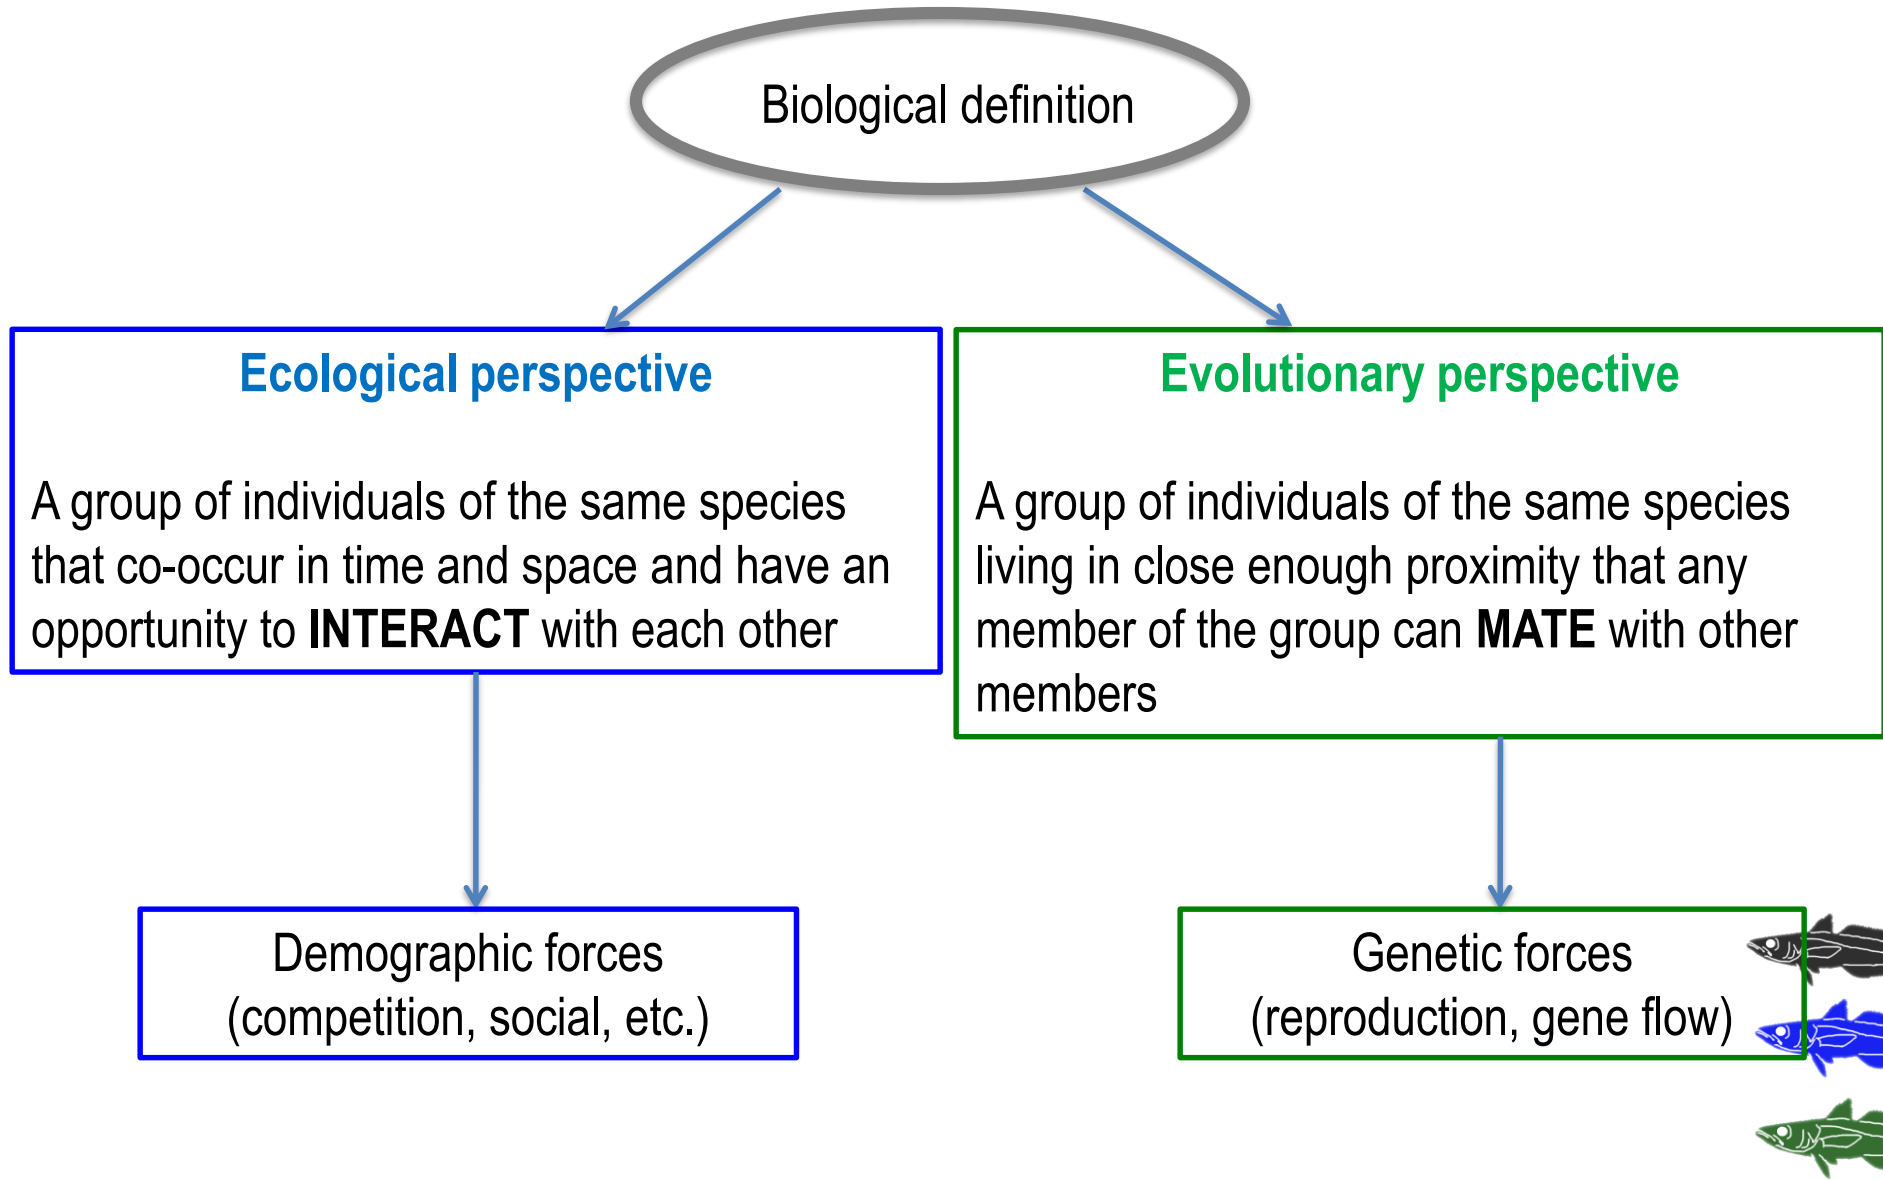 Biological definition
Ecological perspective
A group of individuals of the same species
that co-occur in time and space and have an
opportunity to INTERACT with each other
Evolutionary perspective
A group of individuals of the same species
living in close enough proximity that any
member of the group can MATE with other
members
Demographic forces
(competition, social, etc.)
Genetic forces
(reproduction, gene flow)